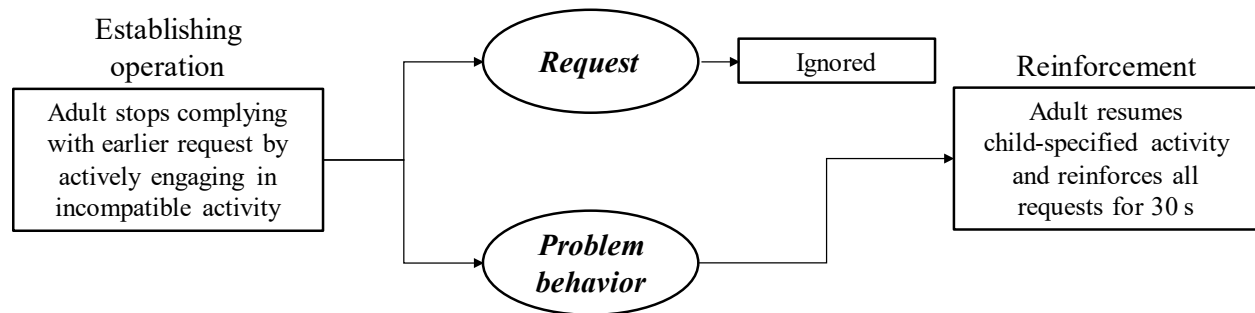 Establishing
operation
Adult stops complying
with earlier request by
actively engaging in
incompatible activity
Request
Ignored
Problem
behavior
Reinforcement
Adult resumes
child-specified activity
and reinforces all
requests for 30 s